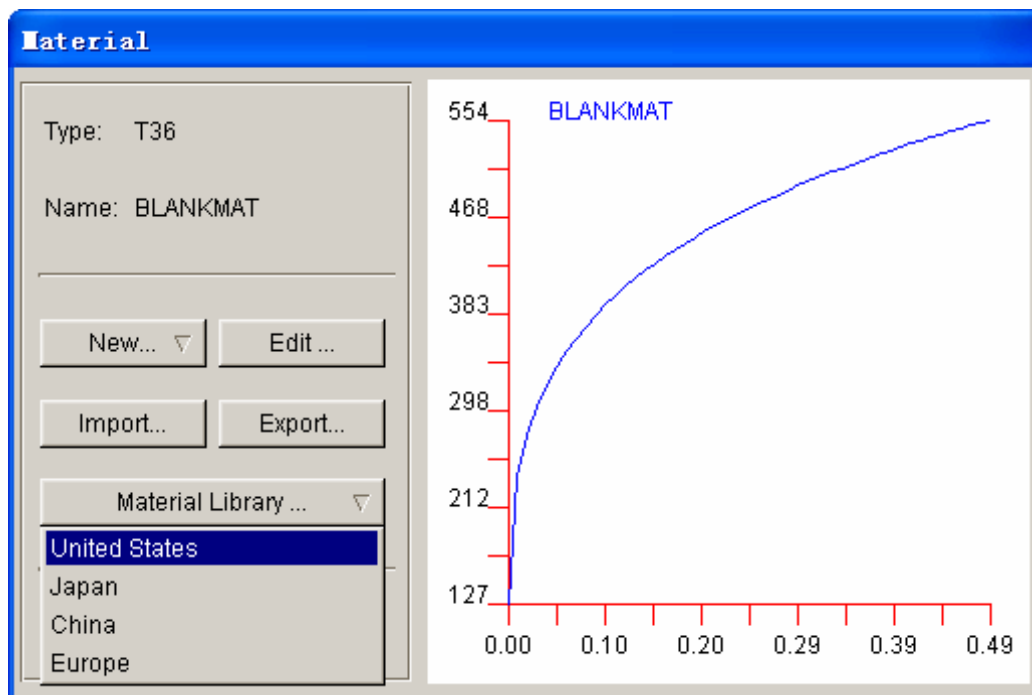 Material
Type: T36
Name: BLANKMAT
New... Edit ...
Import... Export...
Material Library ...
United States
Japan
China
Europe
BLANKMAT
554
468
383
298
212
127
0.00 0.10 0.20 0.29 0.39 0.49